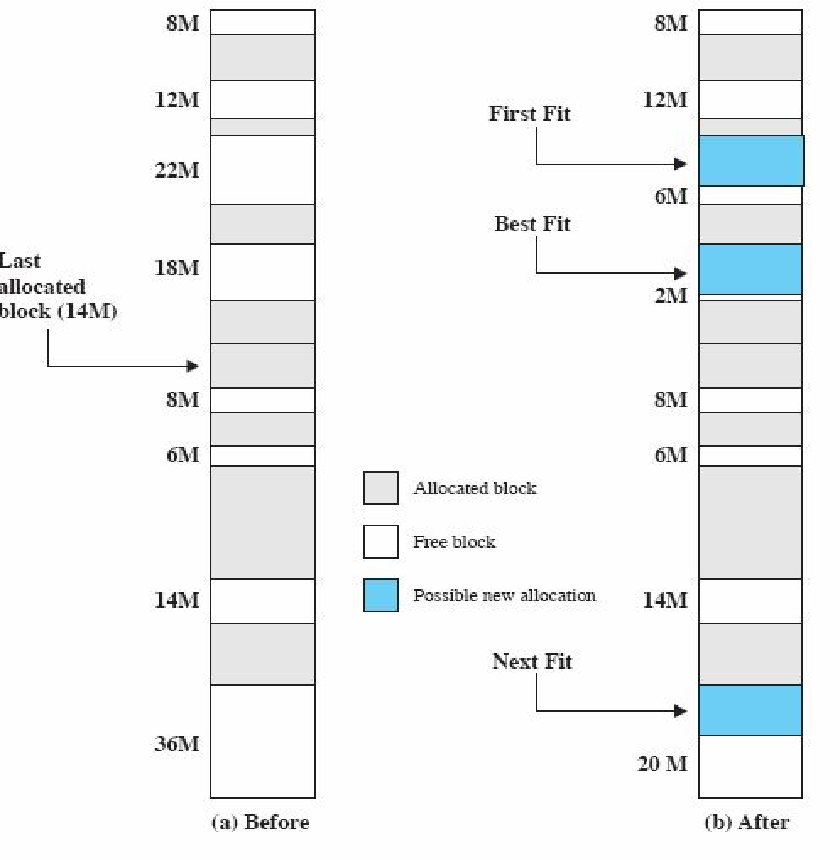 8M
12M
22M
18M
Last
allocated
block (14M)
8M
6M
14M
36M
(a) Before
Allocated block
Free block
Possible new allocation
8M
12M
First Fit
6M
Best Fit
2M
8M
6M
14M
Next Fit
20 M
(b) After